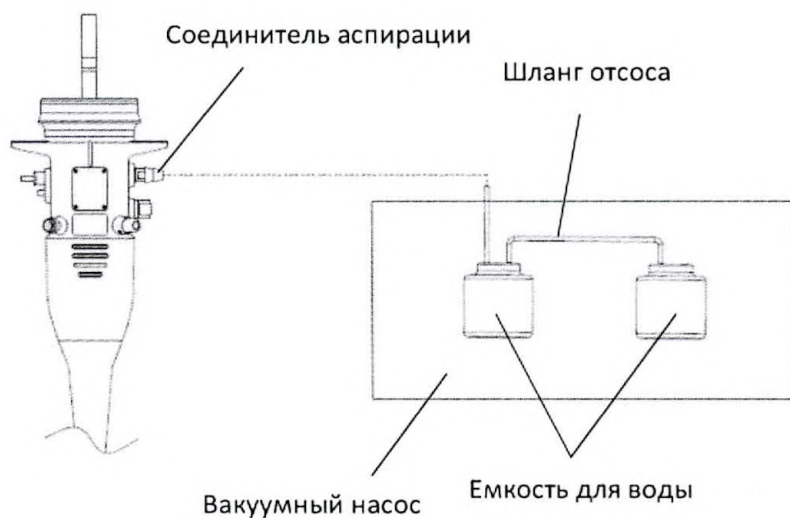 Соединитель аспирации
Шланг отсоса
Вакуумный насос
Емкость для воды